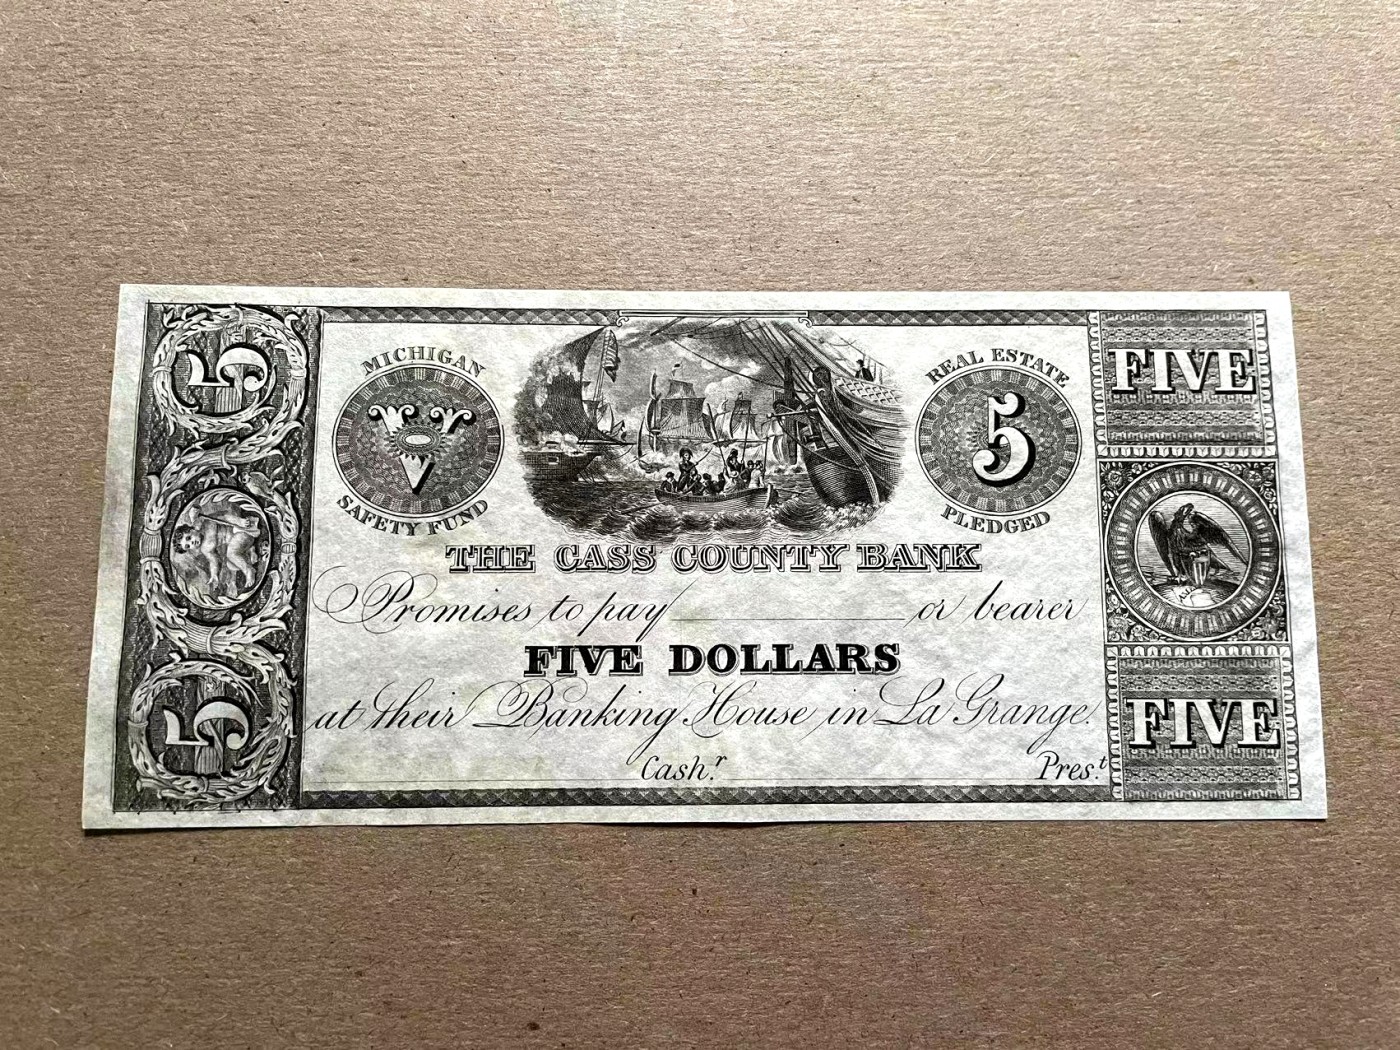 5
MICHIGAN
V
SAFETY FUND
REAL ESTATE
5
PLEDGED
FIVE
THE CASS COUNTY BANK
Promises to pay or bearer
FIVE DOLLARS
at their Banking House in La Grange.
Cash.r Pres.t
5
FIVE